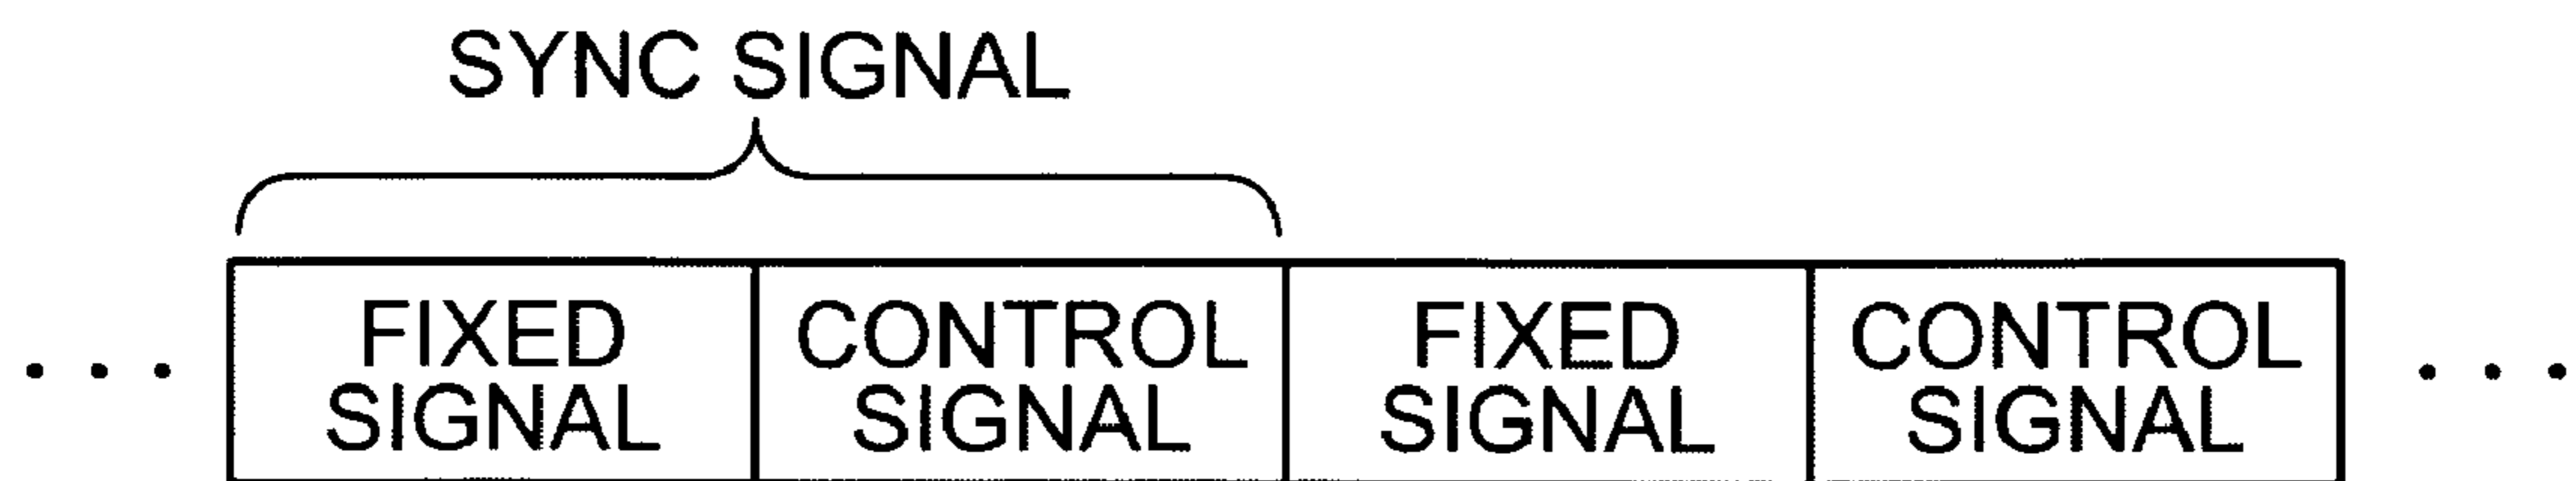 SYNC SIGNAL
FIXED
SIGNAL
CONTROL
SIGNAL
FIXED
SIGNAL
CONTROL
SIGNAL